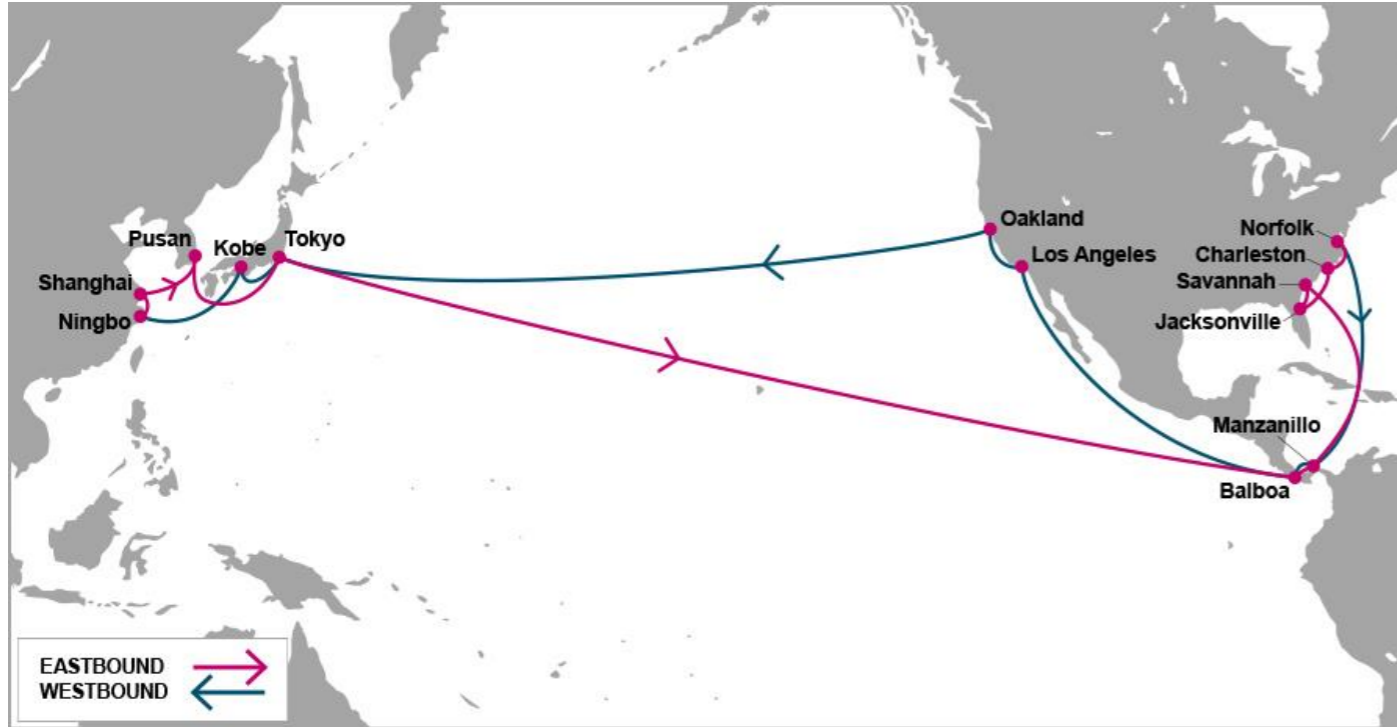 Oakland
Norfolk
Pusan
Kobe
Tokyo
Los Angeles
Charleston
Shanghai
Savannah
Ningbo
Jacksonville
Manzanillo
Balboa
EASTBOUND
WESTBOUND